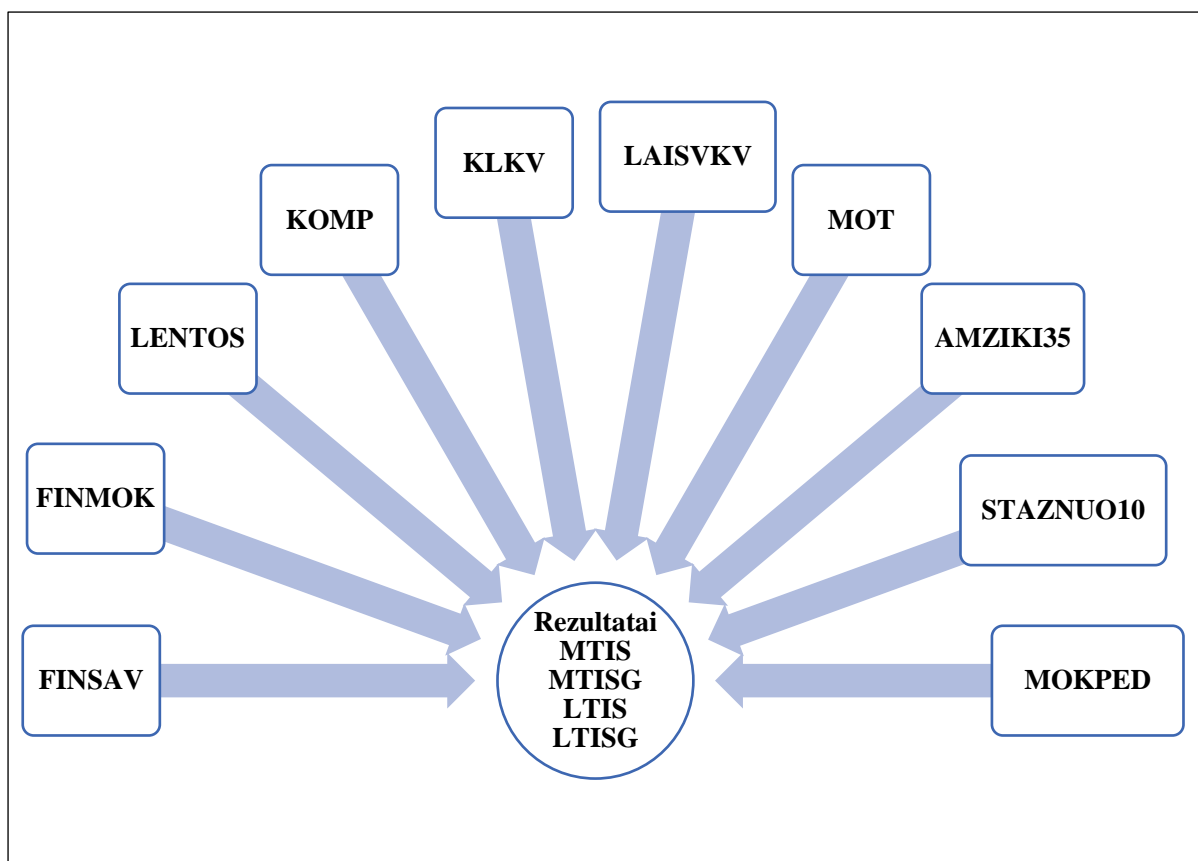 KLKV
LAISVKV
KOMP
MOT
LENTOS
AMZIKI35
FINMOK
STAZNUO10
FINSAV
Rezultatai
MTIS
MTISG
LTIS
LTISG
MOKPED